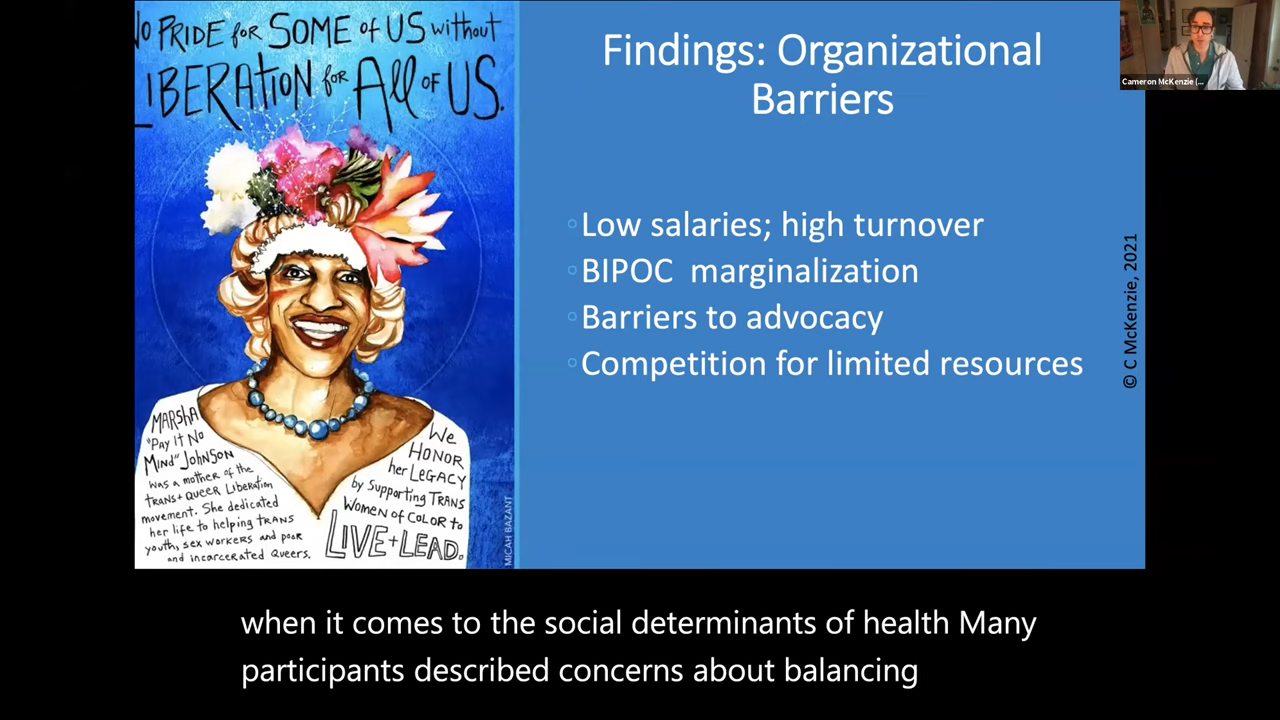 NO PRIDE for SOME of US without
LIBERATION for All of US.
MARSHA
"PAY IT NO
MIND" JOHNSON
was a mother of the
TRANS + Queer Liberation
movement. She dedicated
her life to helping TRANS
youth, sex workers and poor
and incarcerated Queers.
We
HONOR
her LEGACY
by Supporting TRANS
Women of COLOR to
LIVE + LEAD.
MICAH BAZANT
Findings: Organizational
Barriers
Low salaries; high turnover
BIPOC  marginalization
Barriers to advocacy
Competition for limited resources
© C McKenzie, 2021
Cameron McKenzie (...
when it comes to the social determinants of health Many
participants described concerns about balancing